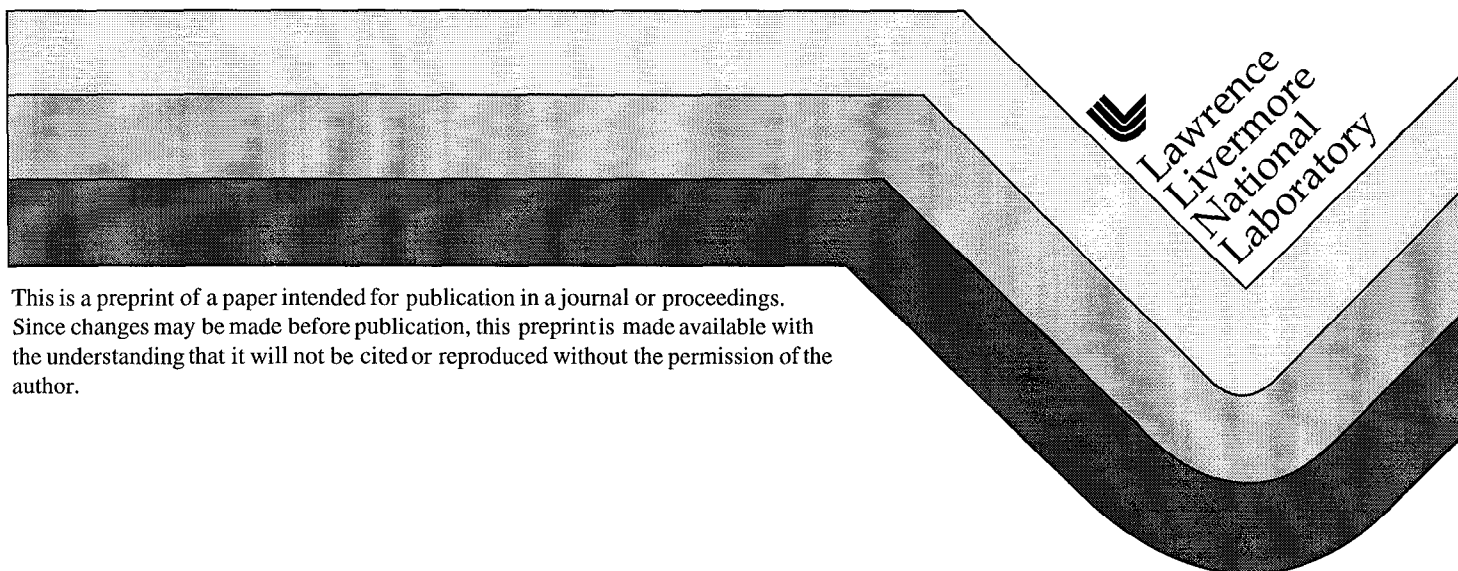 Lawrence
Livermore
National
Laboratory
This is a preprint of a paper intended for publication in a journal or proceedings.
Since changes may be made before publication, this preprint is made available with
the understanding that it will not be cited or reproduced without the permission of the
author.